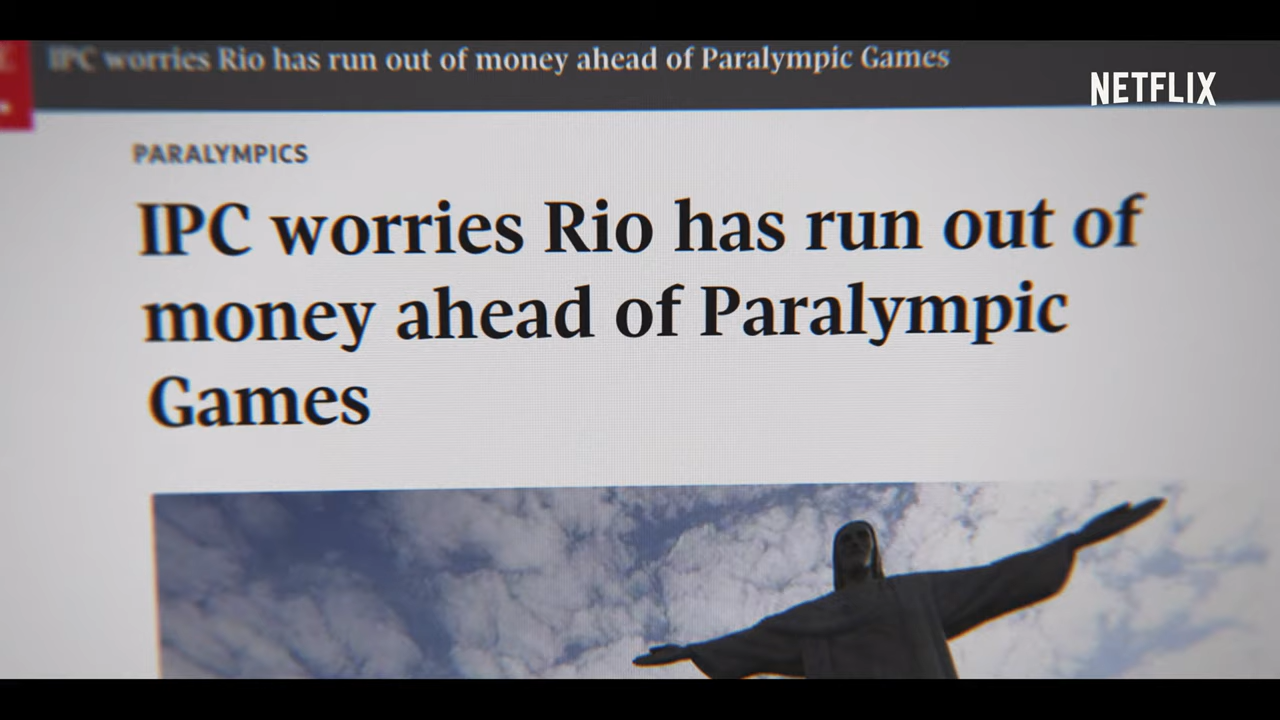 IPC worries Rio has run out of money ahead of Paralympic Games
NETFLIX
PARALYMPICS
IPC worries Rio has run out of
money ahead of Paralympic
Games